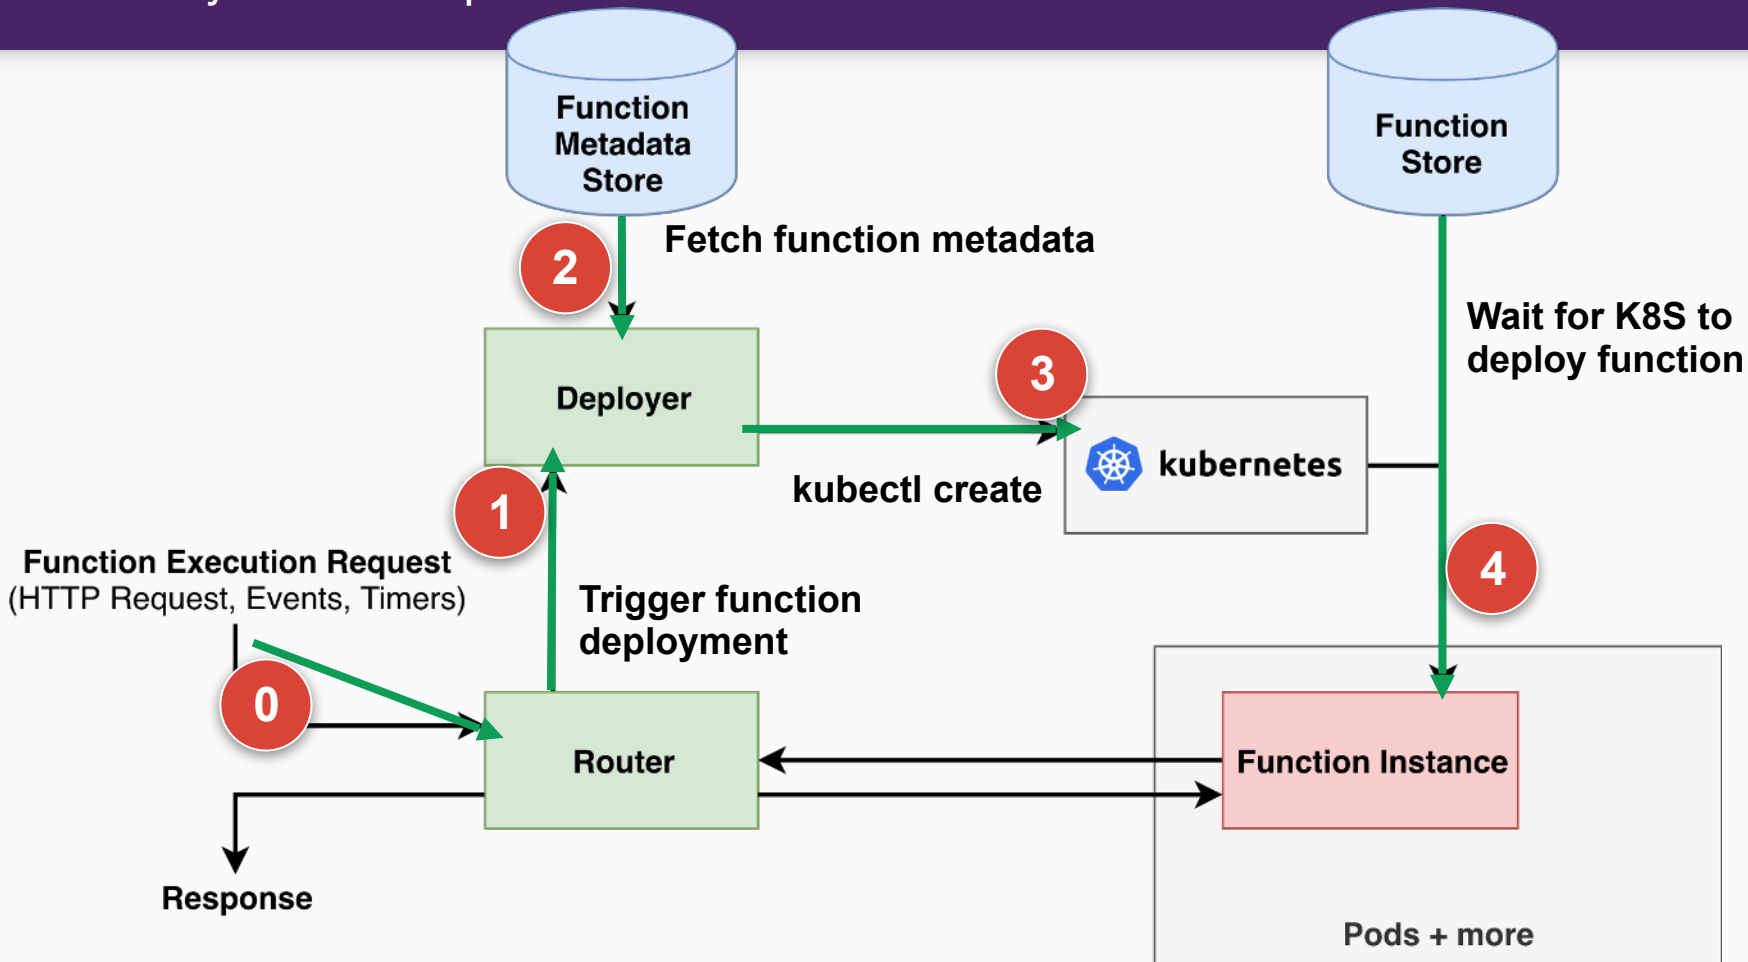 Function
Metadata
Store
Function
Store
2
Fetch function metadata
Wait for K8S to
deploy function
Deployer
3
kubernetes
kubectl create
1
4
Function Execution Request
(HTTP Request, Events, Timers)
Trigger function
deployment
0
Router
Function Instance
Response
Pods + more